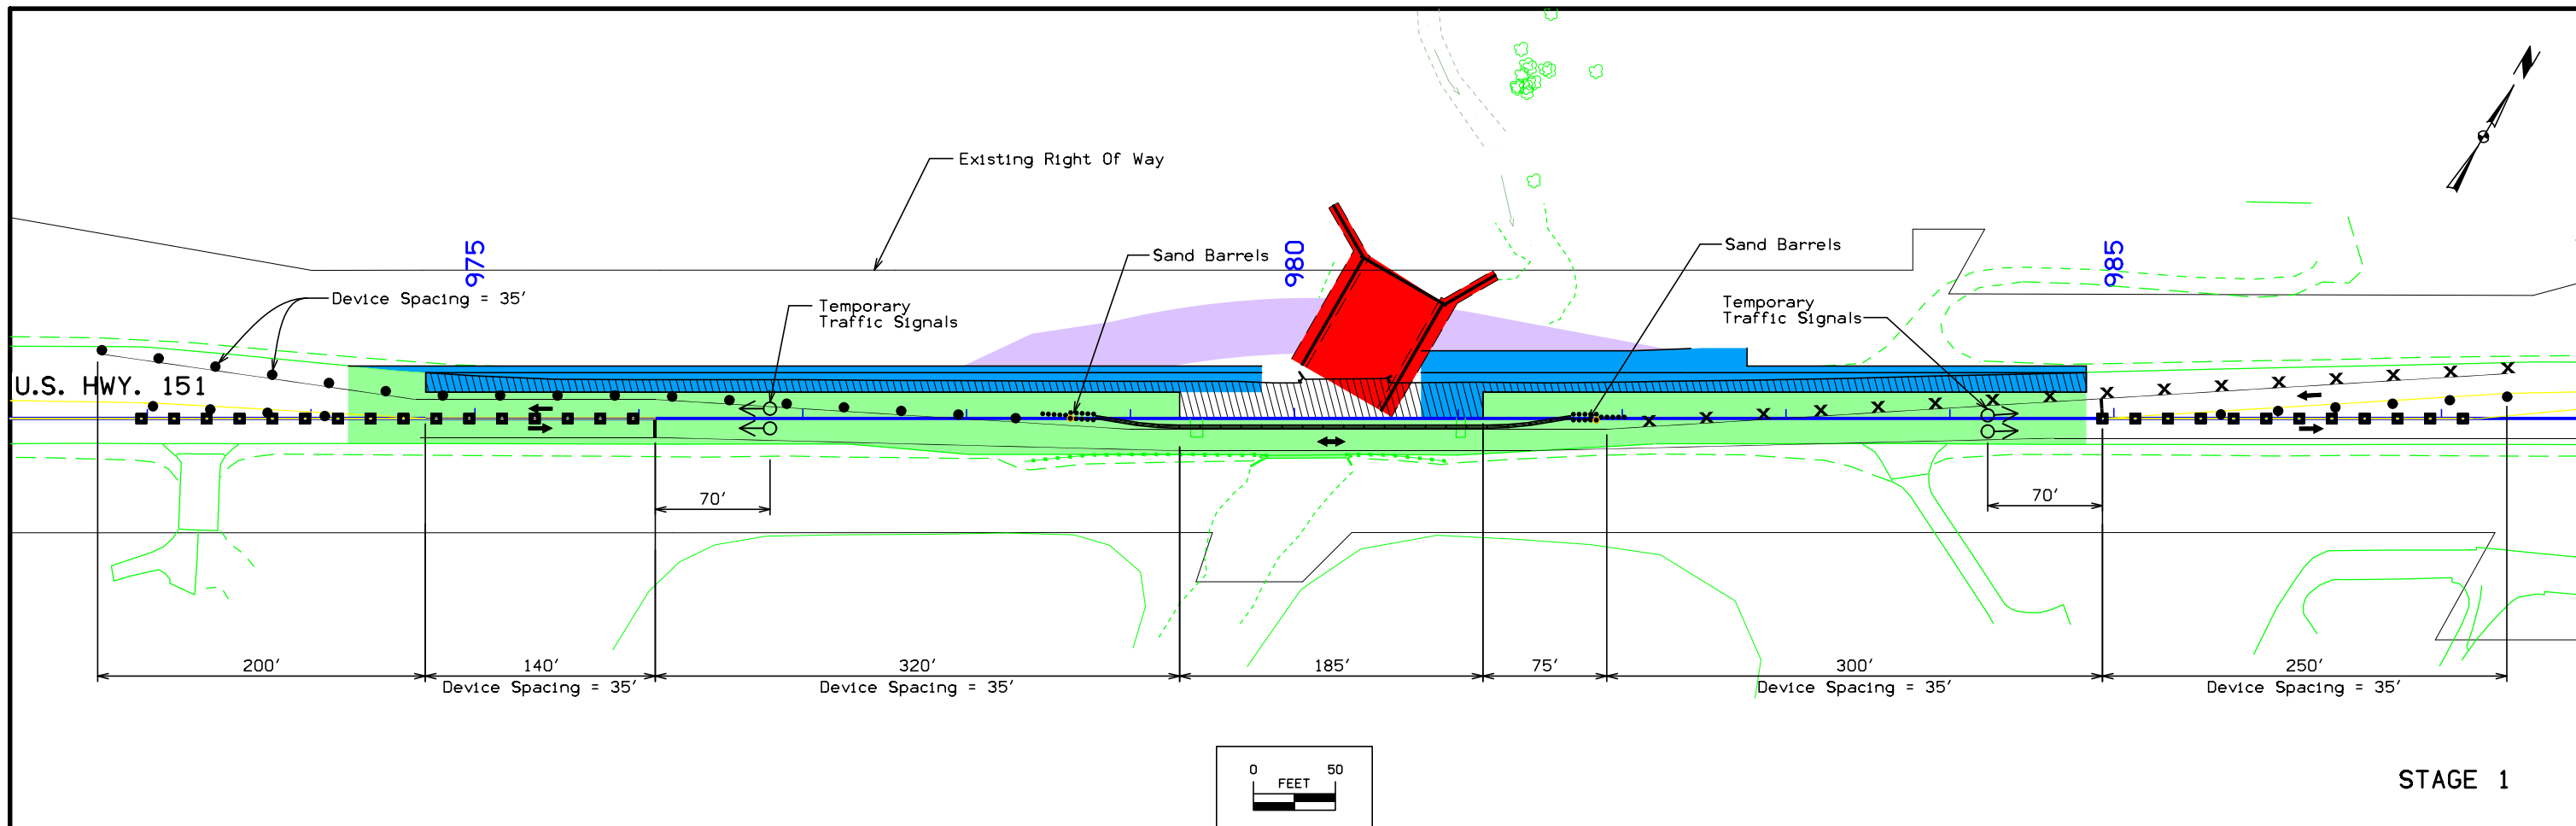 Existing Right Of Way
975
980
985
Sand Barrels
Sand Barrels
Device Spacing = 35'
Temporary
Traffic Signals
Temporary
Traffic Signals
U.S. HWY. 151
70'
70'
200'
140'
320'
185'
75'
300'
250'
Device Spacing = 35'
Device Spacing = 35'
Device Spacing = 35'
Device Spacing = 35'
0 50
FEET
STAGE 1